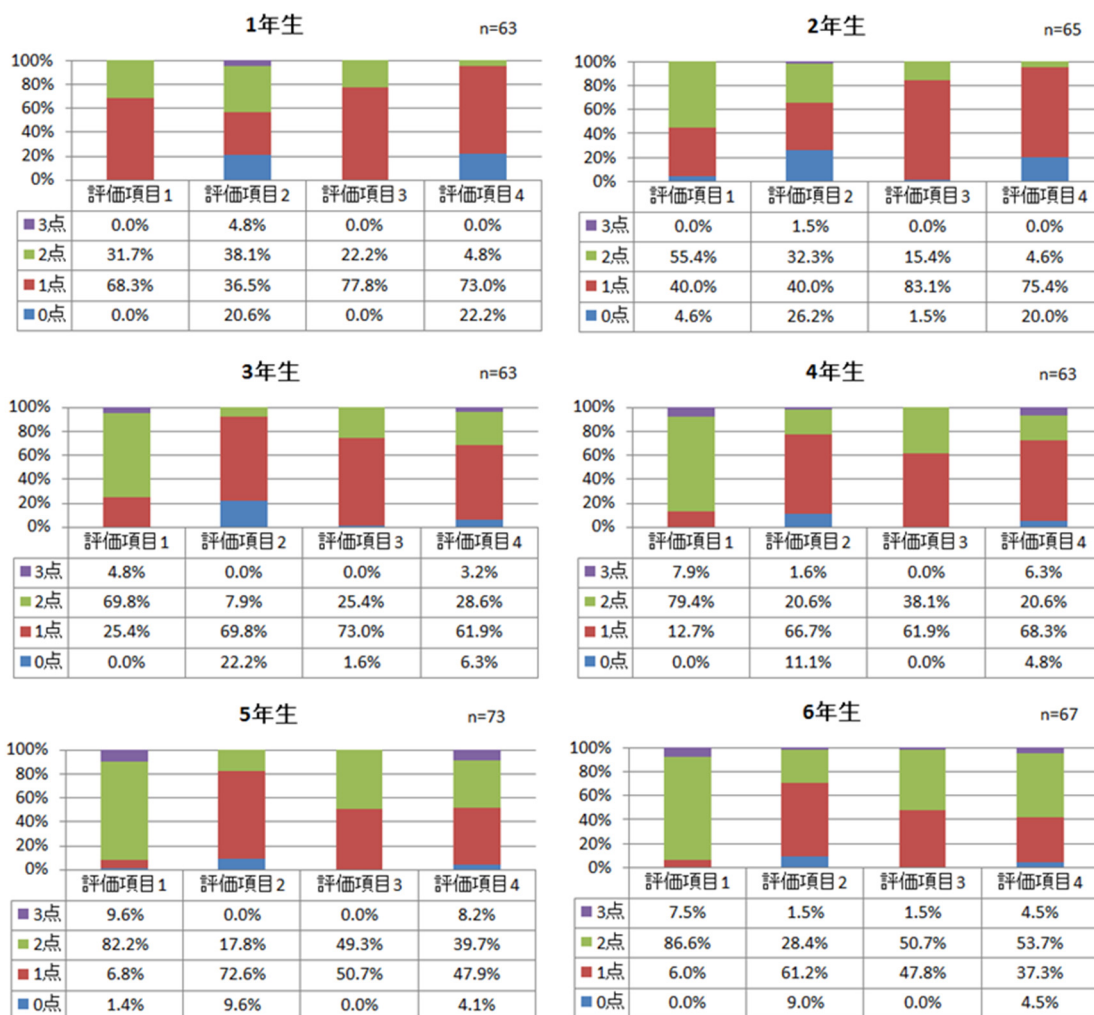 1年生
n=63
100%
80%
60%
40%
20%
0%
評価項目1 評価項目2 評価項目3 評価項目4
3点 0.0% 4.8% 0.0% 0.0%
2点 31.7% 38.1% 22.2% 4.8%
1点 68.3% 36.5% 77.8% 73.0%
0点 0.0% 20.6% 0.0% 22.2%
2年生
n=65
100%
80%
60%
40%
20%
0%
評価項目1 評価項目2 評価項目3 評価項目4
3点 0.0% 1.5% 0.0% 0.0%
2点 55.4% 32.3% 15.4% 4.6%
1点 40.0% 40.0% 83.1% 75.4%
0点 4.6% 26.2% 1.5% 20.0%
3年生
n=63
100%
80%
60%
40%
20%
0%
評価項目1 評価項目2 評価項目3 評価項目4
3点 4.8% 0.0% 0.0% 3.2%
2点 69.8% 7.9% 25.4% 28.6%
1点 25.4% 69.8% 73.0% 61.9%
0点 0.0% 22.2% 1.6% 6.3%
4年生
n=63
100%
80%
60%
40%
20%
0%
評価項目1 評価項目2 評価項目3 評価項目4
3点 7.9% 1.6% 0.0% 6.3%
2点 79.4% 20.6% 38.1% 20.6%
1点 12.7% 66.7% 61.9% 68.3%
0点 0.0% 11.1% 0.0% 4.8%
5年生
n=73
100%
80%
60%
40%
20%
0%
評価項目1 評価項目2 評価項目3 評価項目4
3点 9.6% 0.0% 0.0% 8.2%
2点 82.2% 17.8% 49.3% 39.7%
1点 6.8% 72.6% 50.7% 47.9%
0点 1.4% 9.6% 0.0% 4.1%
6年生
n=67
100%
80%
60%
40%
20%
0%
評価項目1 評価項目2 評価項目3 評価項目4
3点 7.5% 1.5% 1.5% 4.5%
2点 86.6% 28.4% 50.7% 53.7%
1点 6.0% 61.2% 47.8% 37.3%
0点 0.0% 9.0% 0.0% 4.5%